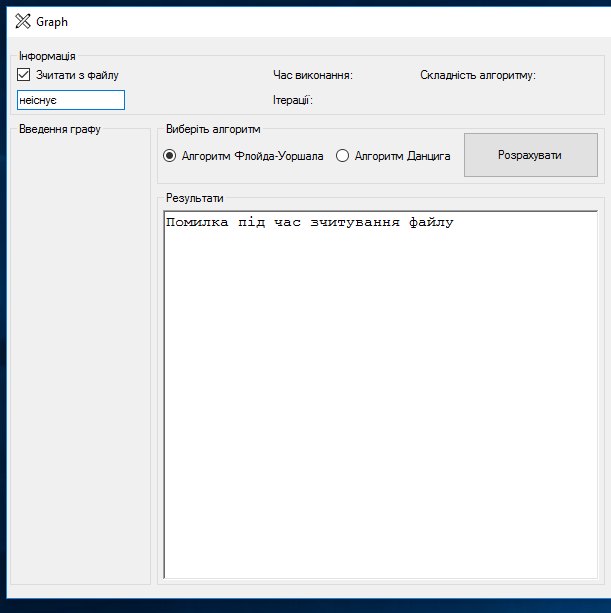 Graph
Інформація
Зчитати з файлу
Час виконання:
Складність алгоритму:
неіснує
Ітерації:
Введення графу
Виберіть алгоритм
Алгоритм Флойда-Уоршала
Алгоритм Данцига
Розрахувати
Результати
Помилка під час зчитування файлу